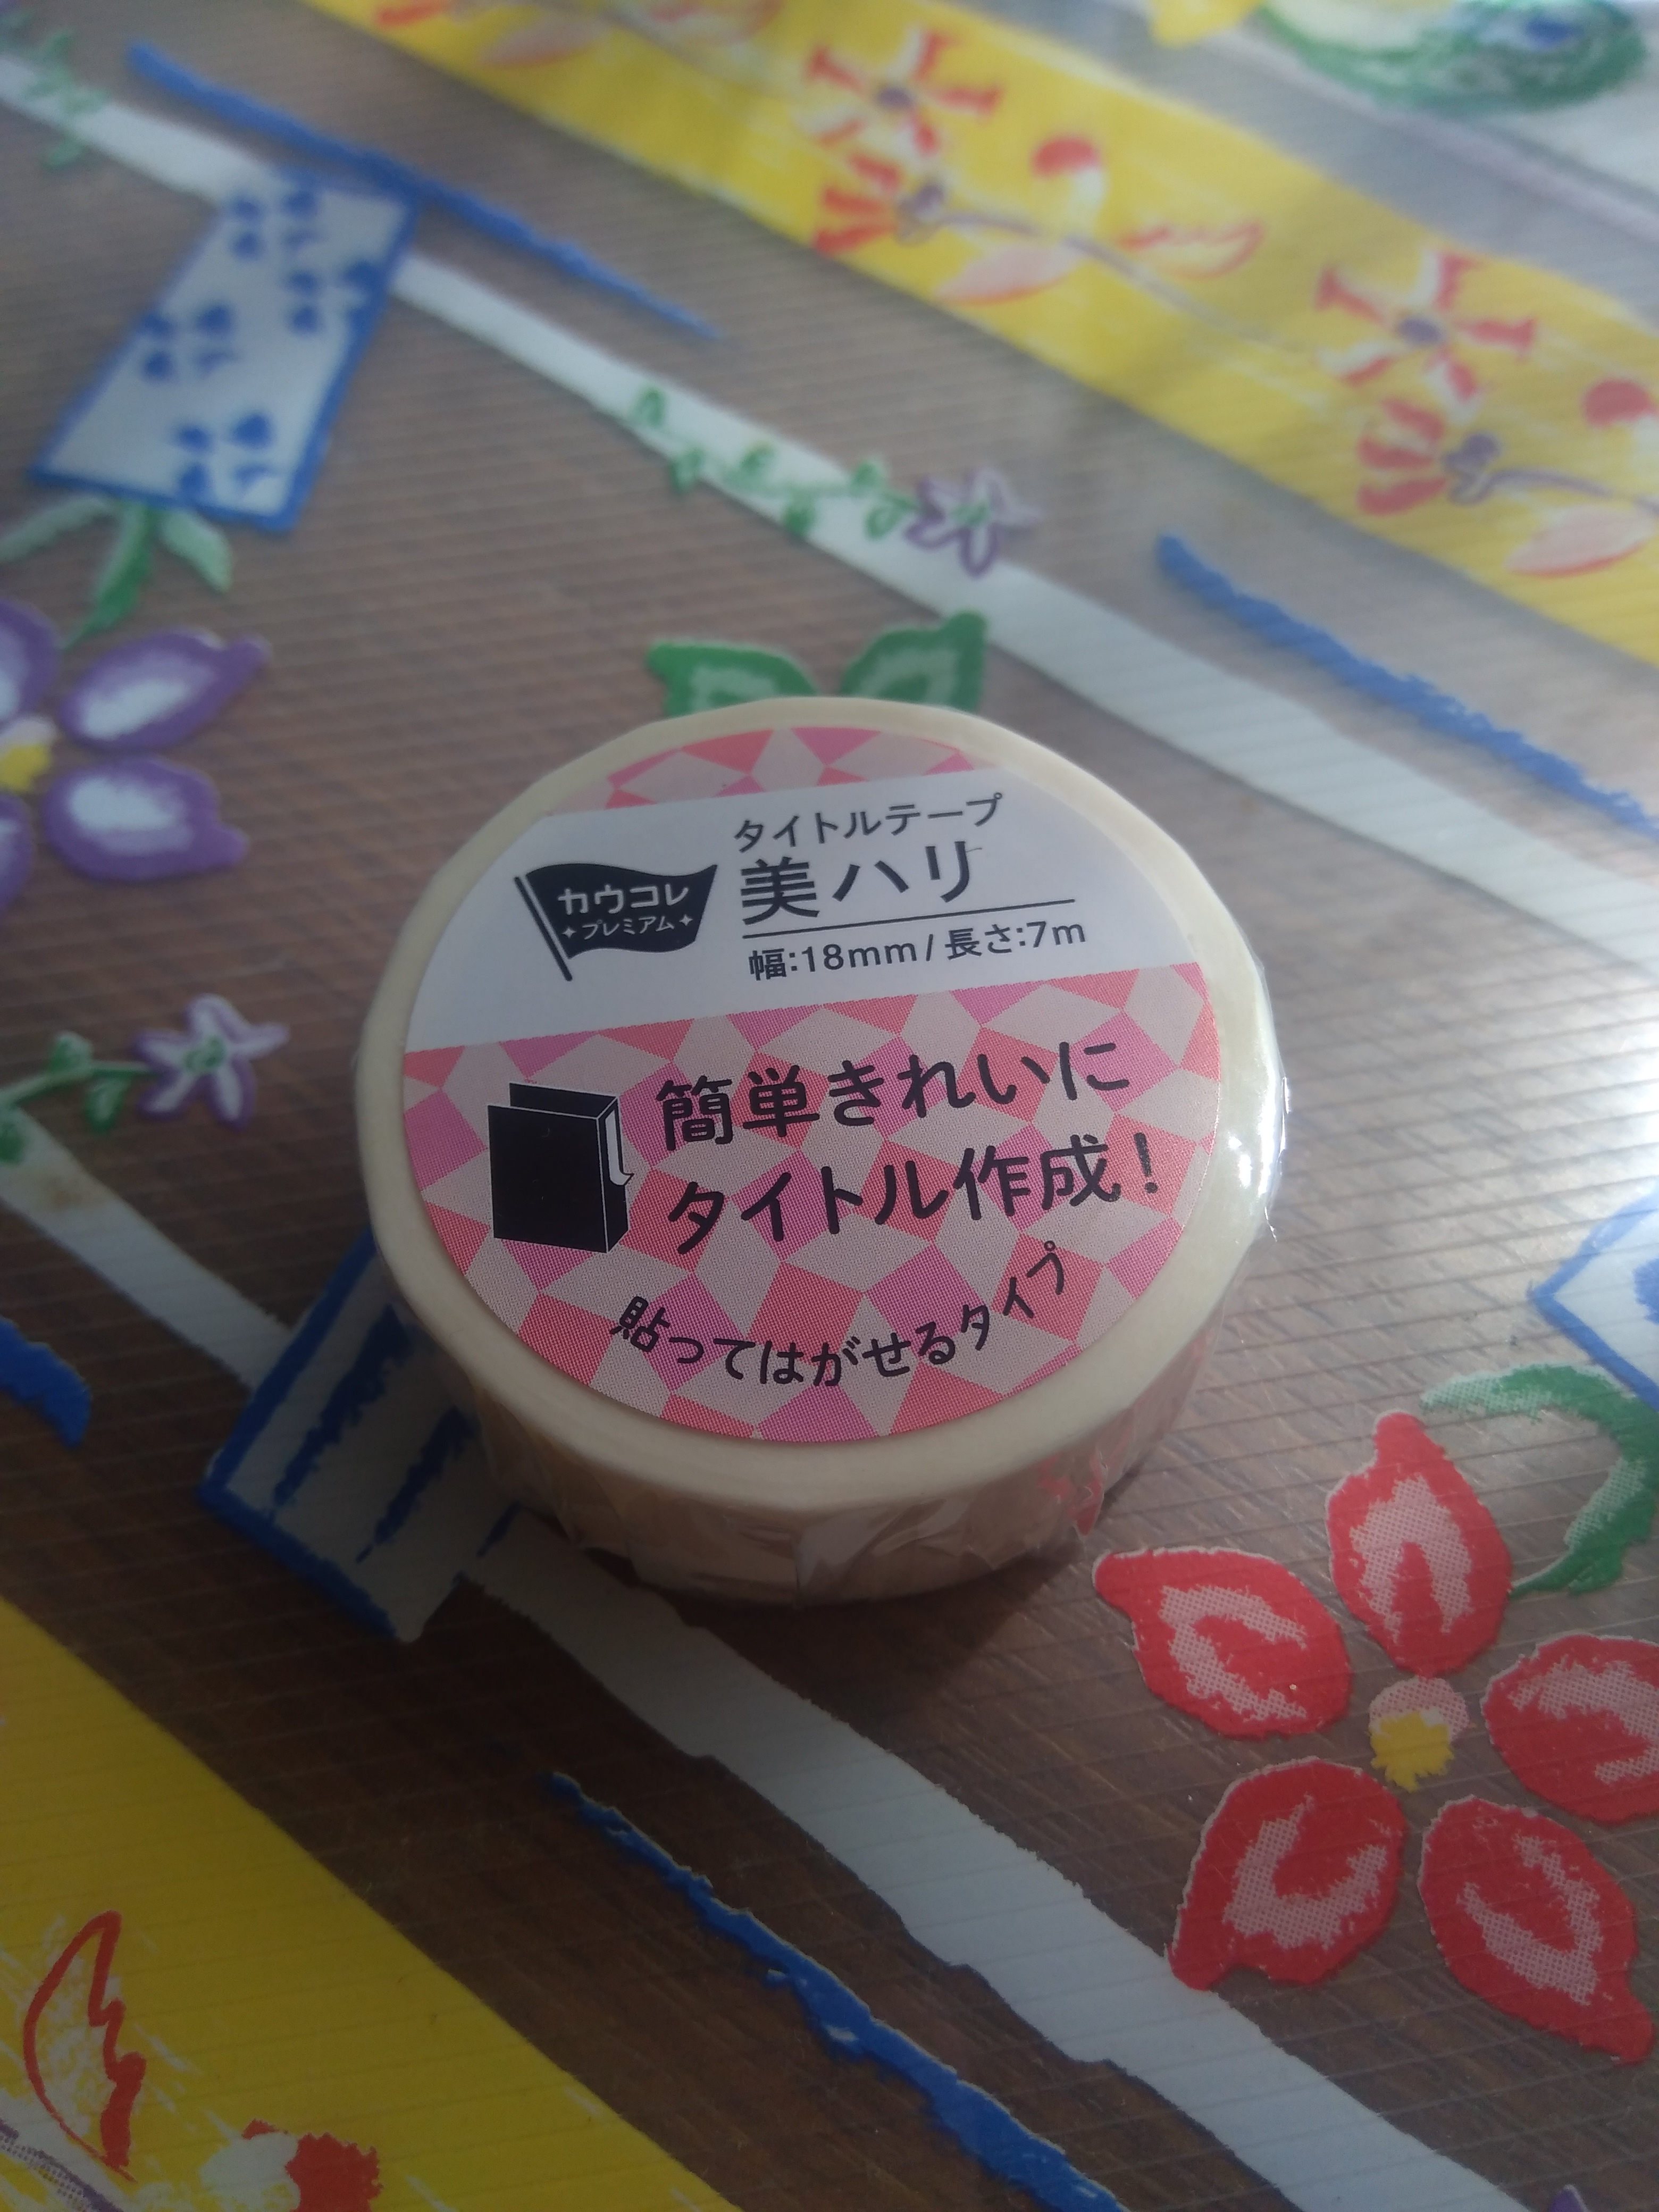 タイトルテープ
美ハリ
カウコレ
プレミアム
幅:18mm/長さ:7m
簡単きれいに
タイトル作成!
貼ってはがせるタイプ